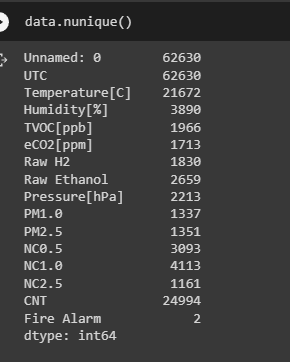 data.nunique()
Unnamed: 0 62630
UTC 62630
Temperature[C] 21672
Humidity[%] 3890
TVOC[ppb] 1966
eCO2[ppm] 1713
Raw H2 1830
Raw Ethanol 2659
Pressure[hPa] 2213
PM1.0 1337
PM2.5 1351
NC0.5 3093
NC1.0 4113
NC2.5 1161
CNT 24994
Fire Alarm 2
dtype: int64